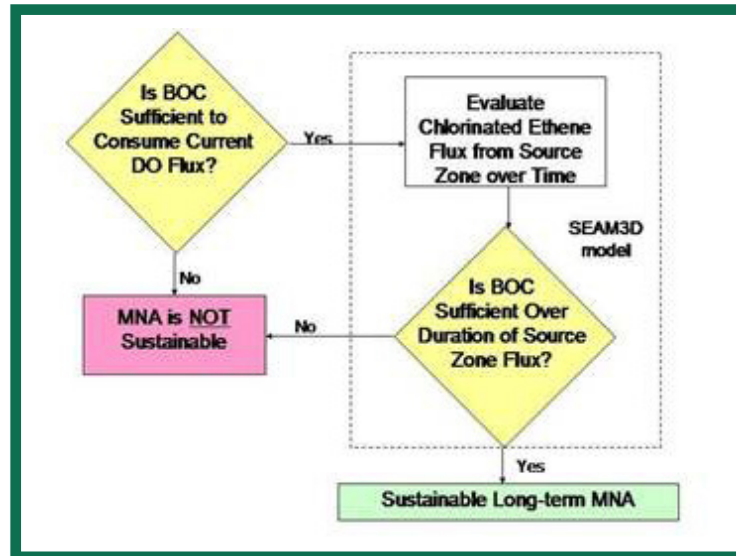 Is BOC
Sufficient to
Consume Current
DO Flux?
Yes
Evaluate
Chlorinated Ethene
Flux from Source
Zone over Time
SEAM3D
model
No
Is BOC
Sufficient Over
Duration of Source
Zone Flux?
No
MNA is NOT
Sustainable
Yes
Sustainable Long-term MNA